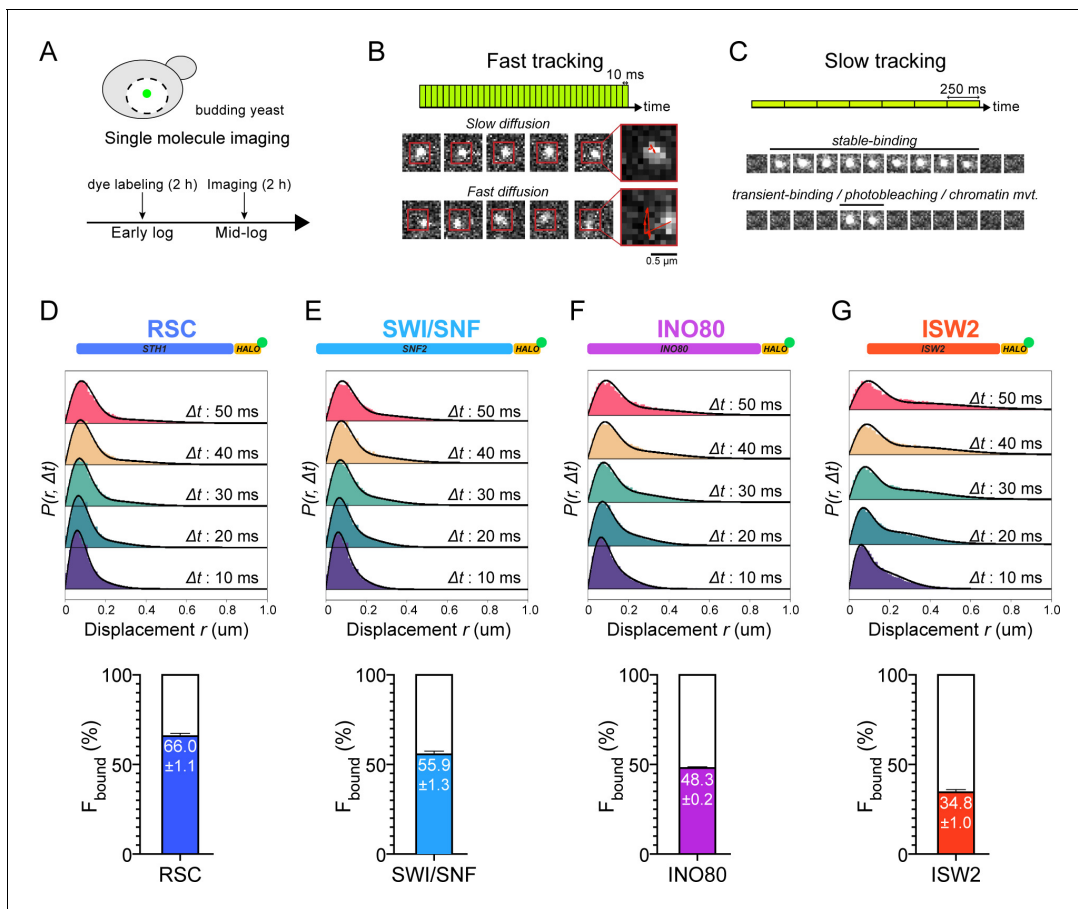 A
budding yeast
Single molecule imaging
dye labeling (2 h) Imaging (2 h)
Early log Mid-log
B
Fast tracking
10 ms
time
Slow diffusion
Fast diffusion
0.5 µm
C
Slow tracking
250 ms
time
stable-binding
transient-binding / photobleaching / chromatin mvt.
D
RSC
STH1 HALO
P(r, Δt)
Δt : 50 ms
Δt : 40 ms
Δt : 30 ms
Δt : 20 ms
Δt : 10 ms
0 0.2 0.4 0.6 0.8 1.0
Displacement r (um)
E
SWI/SNF
SNF2 HALO
Δt : 50 ms
Δt : 40 ms
Δt : 30 ms
Δt : 20 ms
Δt : 10 ms
0 0.2 0.4 0.6 0.8 1.0
Displacement r (um)
P(r, Δt)
F
INO80
INO80 HALO
Δt : 50 ms
Δt : 40 ms
Δt : 30 ms
Δt : 20 ms
Δt : 10 ms
0 0.2 0.4 0.6 0.8 1.0
Displacement r (um)
P(r, Δt)
G
ISW2
ISW2 HALO
Δt : 50 ms
Δt : 40 ms
Δt : 30 ms
Δt : 20 ms
Δt : 10 ms
0 0.2 0.4 0.6 0.8 1.0
Displacement r (um)
P(r, Δt)
Fbound (%)
100
50
0
66.0
±1.1
RSC
Fbound (%)
100
50
0
55.9
±1.3
SWI/SNF
Fbound (%)
100
50
0
48.3
±0.2
INO80
Fbound (%)
100
50
0
34.8
±1.0
ISW2